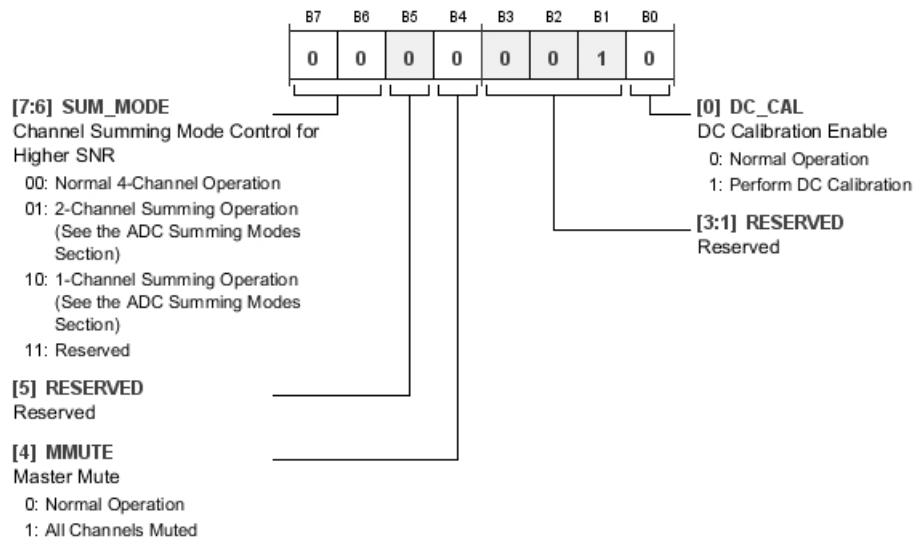 B7 B6 B5 B4 B3 B2 B1 B0
0 0 0 0 0 0 1 0
[7:6] SUM_MODE
Channel Summing Mode Control for
Higher SNR
00: Normal 4-Channel Operation
01: 2-Channel Summing Operation
(See the ADC Summing Modes
Section)
10: 1-Channel Summing Operation
(See the ADC Summing Modes
Section)
11: Reserved
[5] RESERVED
Reserved
[4] MMUTE
Master Mute
0: Normal Operation
1: All Channels Muted
[0] DC_CAL
DC Calibration Enable
0: Normal Operation
1: Perform DC Calibration
[3:1] RESERVED
Reserved